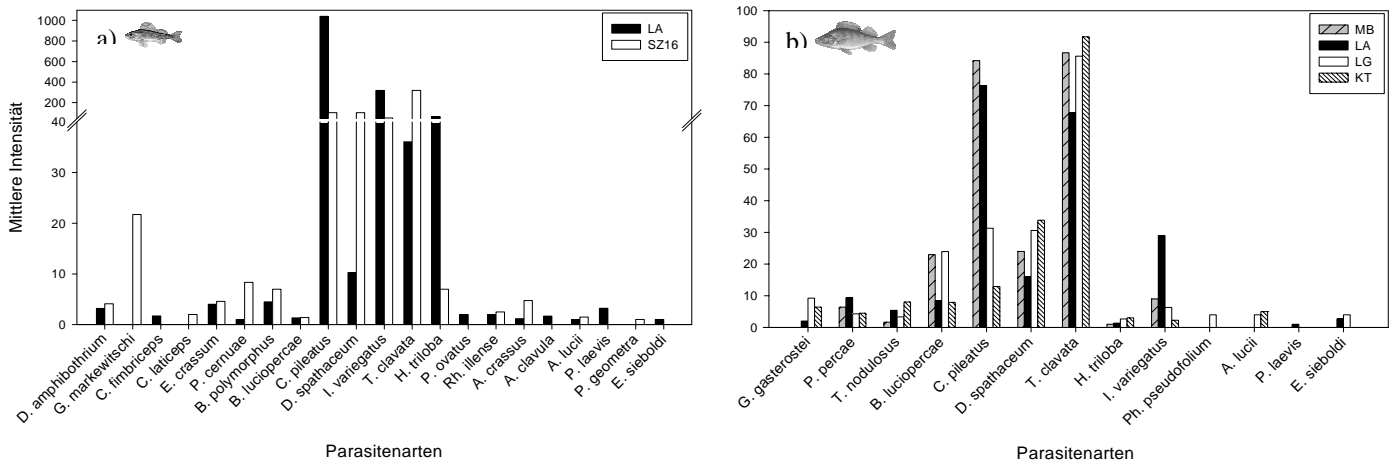 a)
LA
SZ16
Mittlere Intensität
1000
800
600
400
200
40
30
20
10
0
D. amphibothrium
G. markewitschi
C. fimbriceps
C. laticeps
E. crassum
P. cernuae
B. polymorphus
B. luciopercae
C. pileatus
D. spathaceum
I. variegatus
T. clavata
H. triloba
P. ovatus
Rh. illense
A. crassus
A. clavula
A. lucii
P. laevis
P. geometra
E. sieboldi
Parasitenarten
b)
MB
LA
LG
KT
100
90
80
70
60
50
40
30
20
10
0
G. gasterostei
P. percae
T. nodulosus
B. luciopercae
C. pileatus
D. spathaceum
T. clavata
H. triloba
I. variegatus
Ph. pseudofolium
A. lucii
P. laevis
E. sieboldi
Parasitenarten